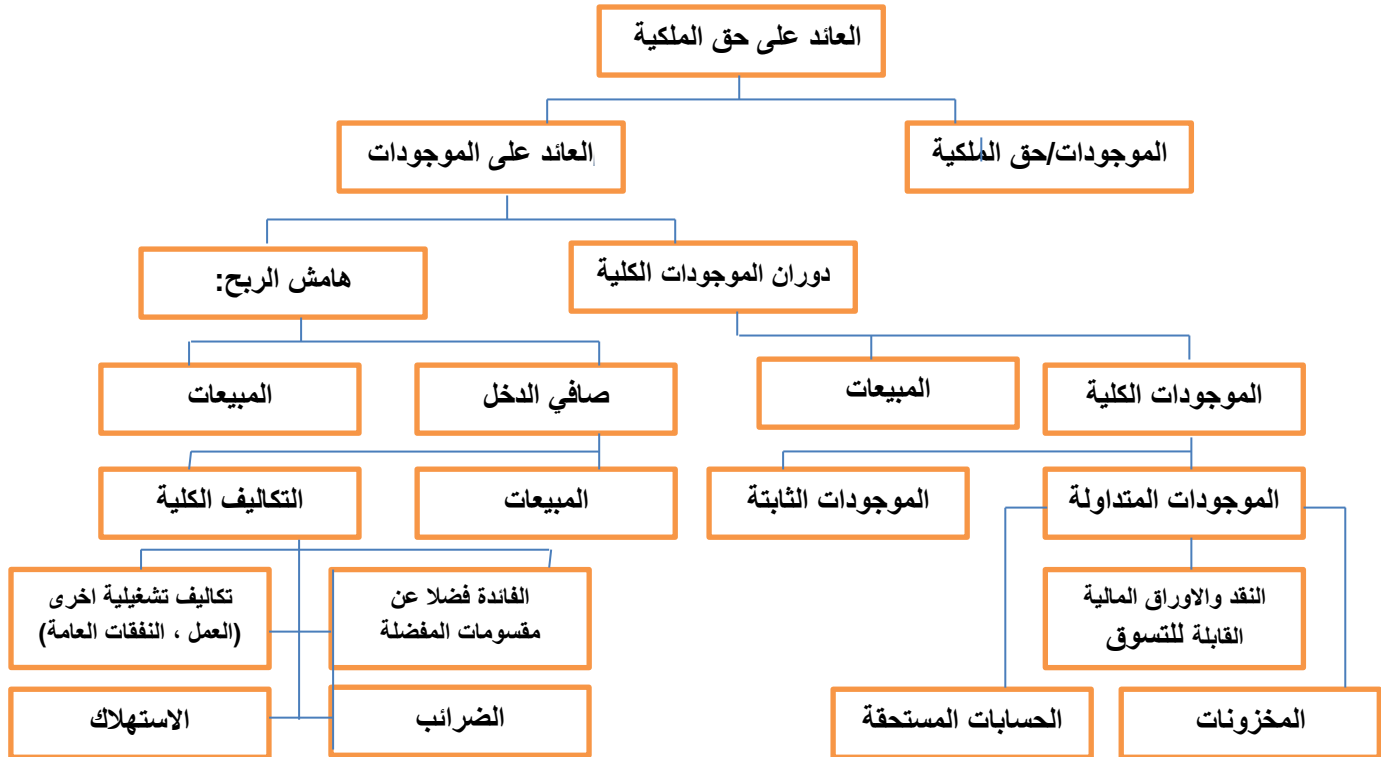 العائد على حق الملكية
الموجودات/حق الملكية
العائد على الموجودات
دوران الموجودات الكلية
هامش الربح:
الموجودات الكلية
المبيعات
صافي الدخل
المبيعات
الموجودات المتداولة
الموجودات الثابتة
المبيعات
التكاليف الكلية
النقد والاوراق المالية
القابلة للتسوق
الفائدة فضلا عن
مقسومات المفضلة
تكاليف تشغيلية اخرى
(العمل ، النفقات العامة)
المخزونات
الحسابات المستحقة
الضرائب
الاستهلاك